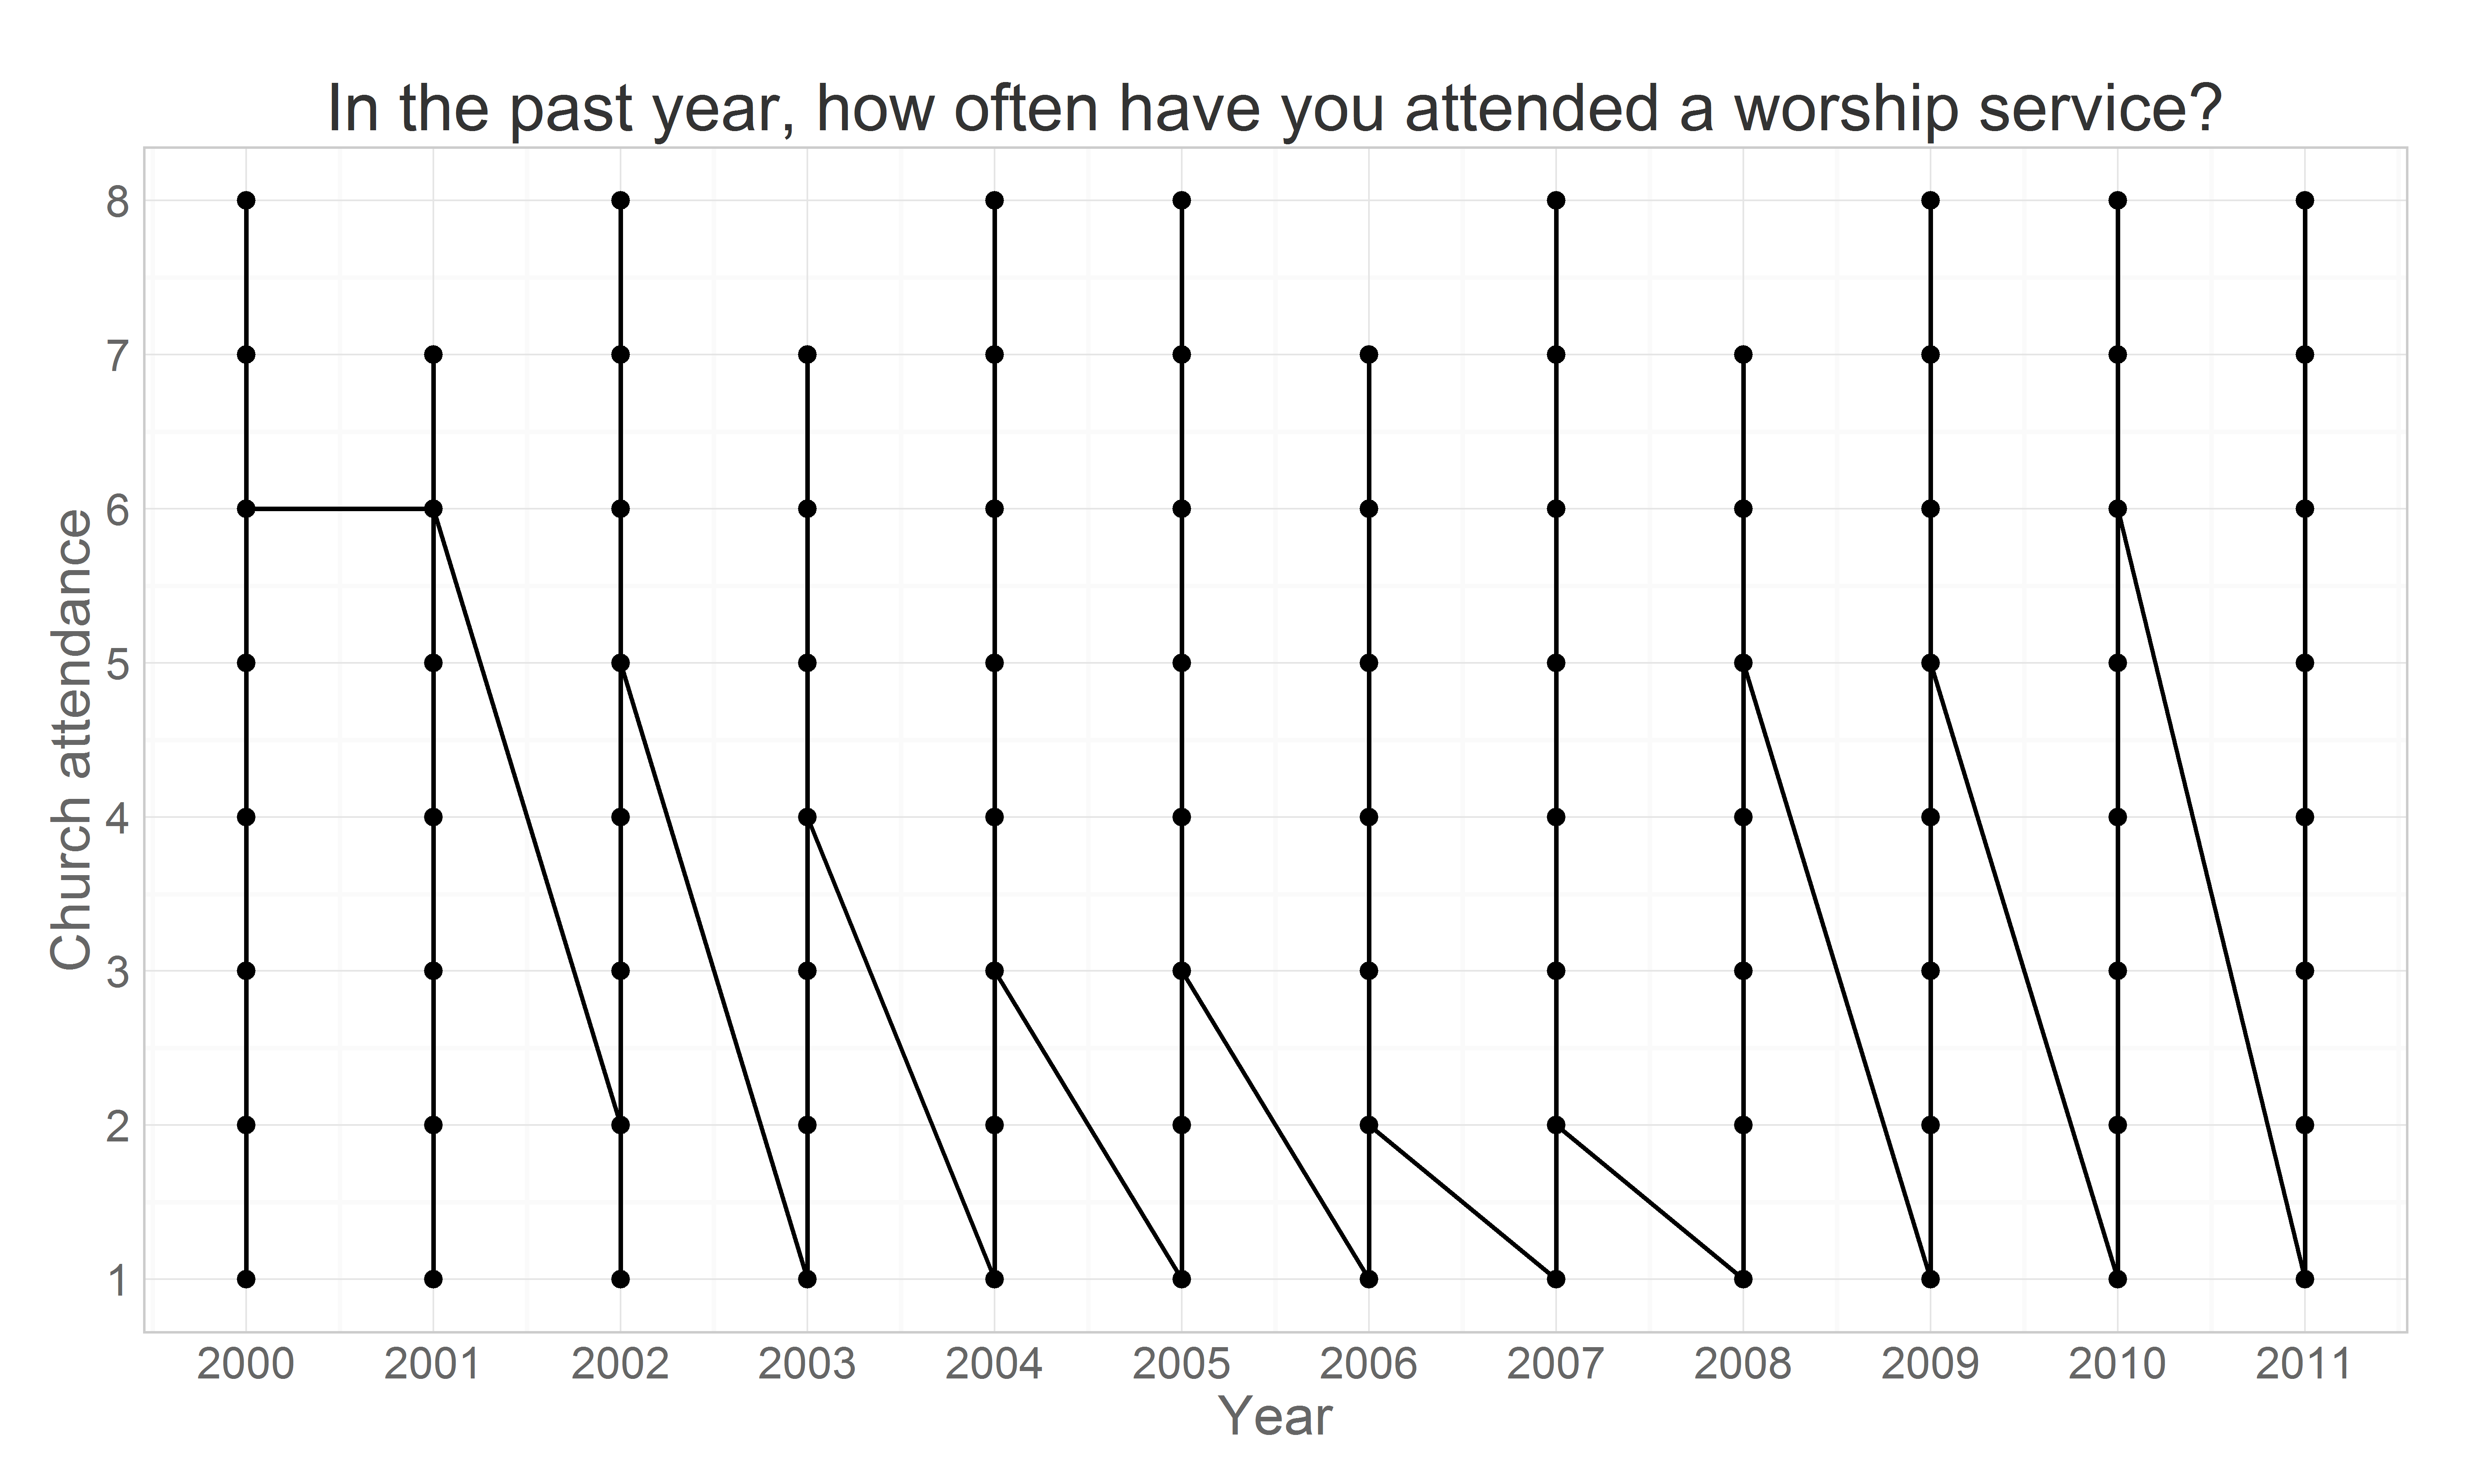 In the past year, how often have you attended a worship service?
Church attendance
8
7
6
5
4
3
2
1
2000 2001 2002 2003 2004 2005 2006 2007 2008 2009 2010 2011
Year